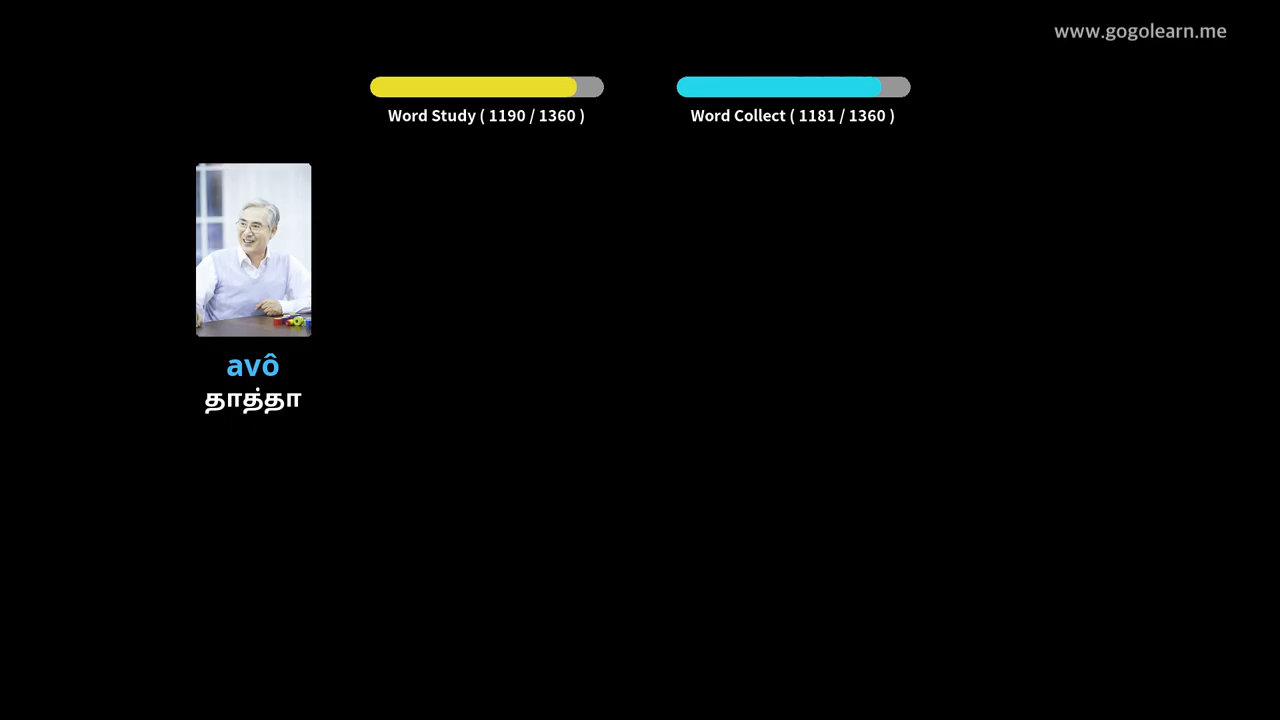 www.gogolearn.me
Word Study ( 1190 / 1360 )
Word Collect ( 1181 / 1360 )
avô
தாத்தா